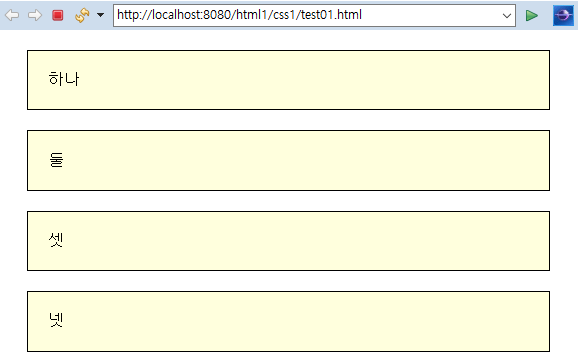 http://localhost:8080/html1/css1/test01.html
하나
둘
셋
넷